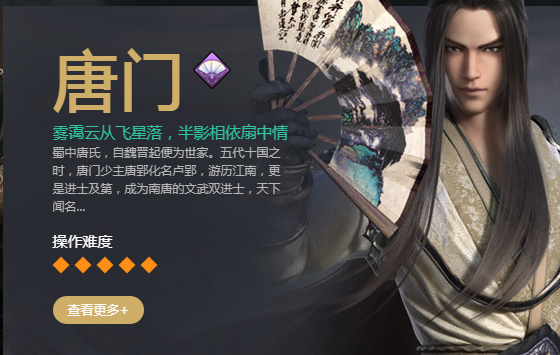 唐门
雾霭云从飞星落，半影相依扇中情
蜀中唐氏，自魏晋起便为世家。五代十国之
时，唐门少主唐郢化名卢郢，游历江南，更
是进士及第，成为南唐的文武双进士，天下
闻名...
操作难度
查看更多+